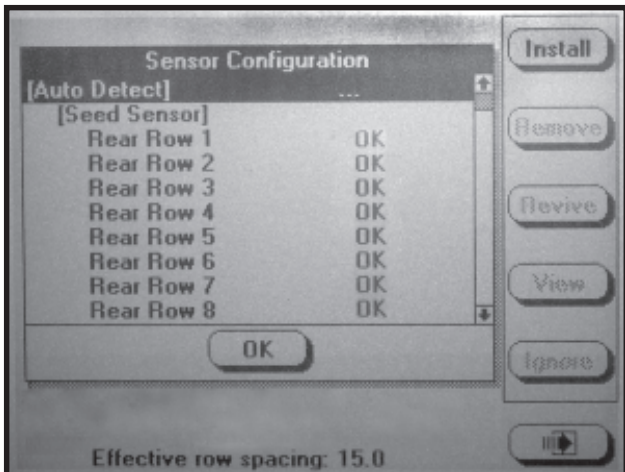 Sensor Configuration
[Auto Detect] ...
[Seed Sensor]
Rear Row 1 OK
Rear Row 2 OK
Rear Row 3 OK
Rear Row 4 OK
Rear Row 5 OK
Rear Row 6 OK
Rear Row 7 OK
Rear Row 8 OK
OK
Effective row spacing: 15.0
Install
Remove
Revive
View
Ignore